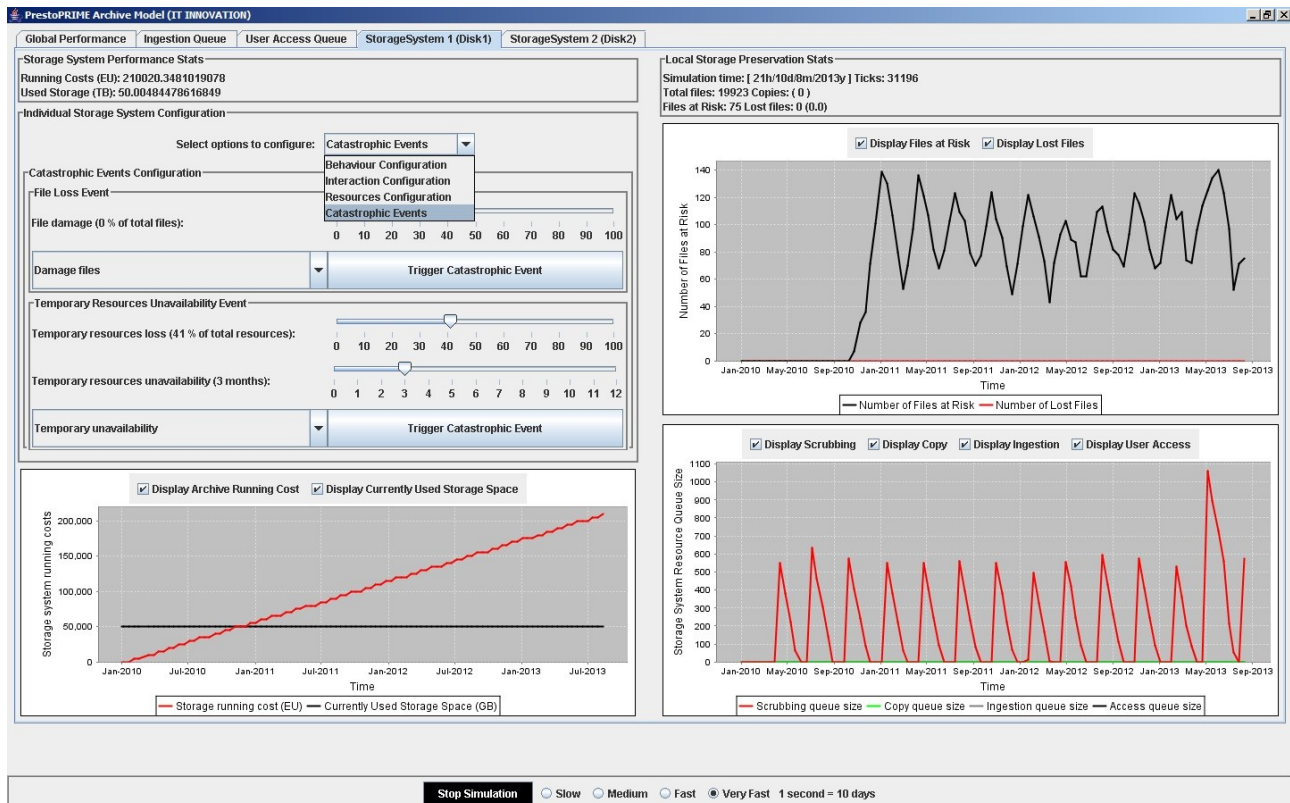 PrestoPRIME Archive Model (IT INNOVATION)
Global Performance Ingestion Queue User Access Queue StorageSystem 1 (Disk1) StorageSystem 2 (Disk2)
Storage System Performance Stats
Running Costs (EU): 210020.3481019078
Used Storage (TB): 50.00484478616849
Individual Storage System Configuration
Select options to configure: Catastrophic Events
Behaviour Configuration
Interaction Configuration
Resources Configuration
Catastrophic Events
Catastrophic Events Configuration
File Loss Event
File damage (0 % of total files):
0 10 20 30 40 50 60 70 80 90 100
Damage files Trigger Catastrophic Event
Temporary Resources Unavailability Event
Temporary resources loss (41 % of total resources):
0 10 20 30 40 50 60 70 80 90 100
Temporary resources unavailability (3 months):
0 1 2 3 4 5 6 7 8 9 10 11 12
Temporary unavailability Trigger Catastrophic Event
Display Archive Running Cost Display Currently Used Storage Space
Storage system running costs
200,000
150,000
100,000
50,000
0
Jan-2010 Jul-2010 Jan-2011 Jul-2011 Jan-2012 Jul-2012 Jan-2013 Jul-2013
Time
Storage running cost (EU) Currently Used Storage Space (GB)
Local Storage Preservation Stats
Simulation time: [ 21h/10d/8m/2013y ] Ticks: 31196
Total files: 19923 Copies: ( 0 )
Files at Risk: 75 Lost files: 0 (0.0)
Display Files at Risk Display Lost Files
Number of Files at Risk
140
120
100
80
60
40
20
0
Jan-2010 May-2010 Sep-2010 Jan-2011 May-2011 Sep-2011 Jan-2012 May-2012 Sep-2012 Jan-2013 May-2013 Sep-2013
Time
Number of Files at Risk Number of Lost Files
Display Scrubbing Display Copy Display Ingestion Display User Access
Storage System Resource Queue Size
1100
1000
900
800
700
600
500
400
300
200
100
0
Jan-2010 May-2010 Sep-2010 Jan-2011 May-2011 Sep-2011 Jan-2012 May-2012 Sep-2012 Jan-2013 May-2013 Sep-2013
Time
Scrubbing queue size Copy queue size Ingestion queue size Access queue size
Stop Simulation Slow Medium Fast Very Fast 1 second = 10 days